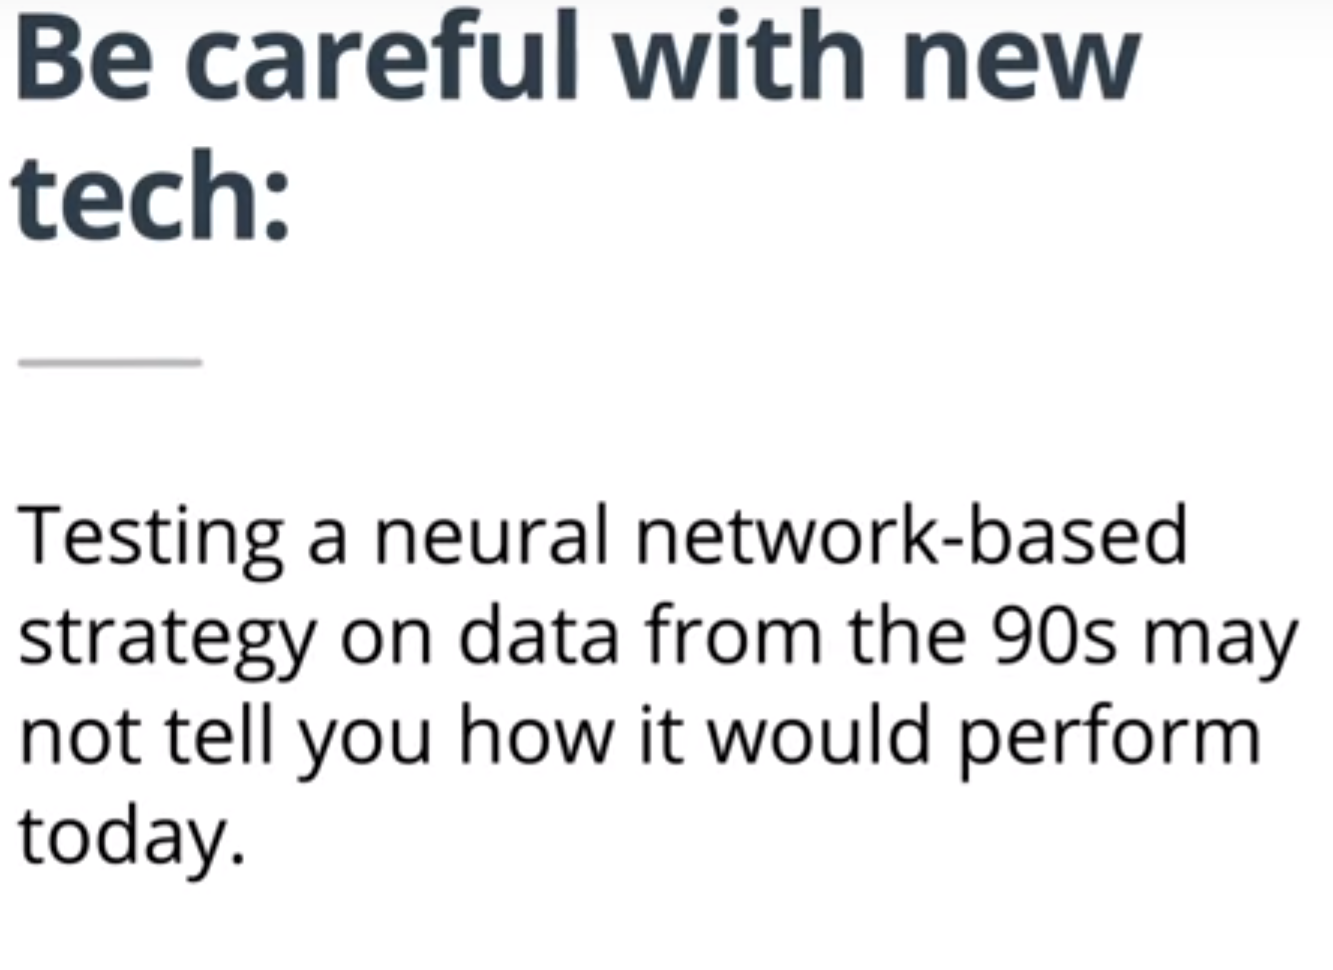 Be careful with new
tech:
Testing a neural network-based
strategy on data from the 90s may
not tell you how it would perform
today.